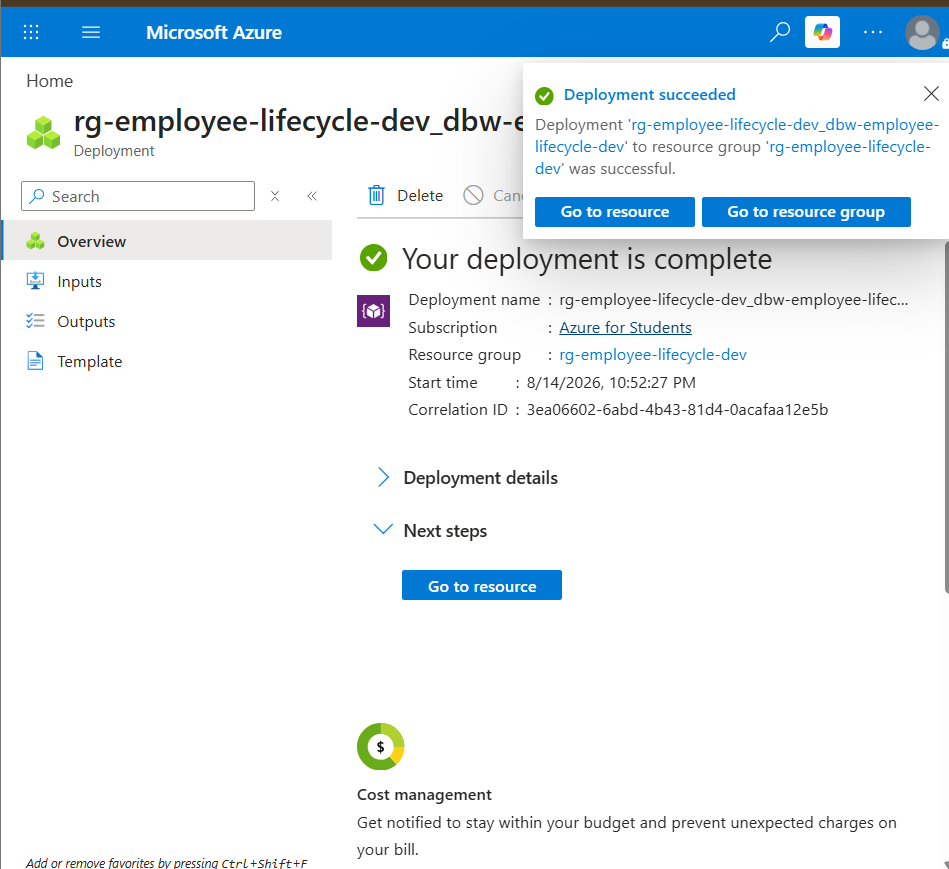 Microsoft Azure
Home
rg-employee-lifecycle-dev_dbw-e
Deployment
Search
Overview
Inputs
Outputs
Template
Delete
Canc
Deployment succeeded
Deployment 'rg-employee-lifecycle-dev_dbw-employee-
lifecycle-dev' to resource group 'rg-employee-lifecycle-
dev' was successful.
Go to resource
Go to resource group
Your deployment is complete
Deployment name : rg-employee-lifecycle-dev_dbw-employee-lifec...
Subscription : Azure for Students
Resource group : rg-employee-lifecycle-dev
Start time : 8/14/2026, 10:52:27 PM
Correlation ID : 3ea06602-6abd-4b43-81d4-0acafaa12e5b
Deployment details
Next steps
Go to resource
$
Cost management
Get notified to stay within your budget and prevent unexpected charges on
your bill.
Add or remove favorites by pressing Ctrl+Shift+F